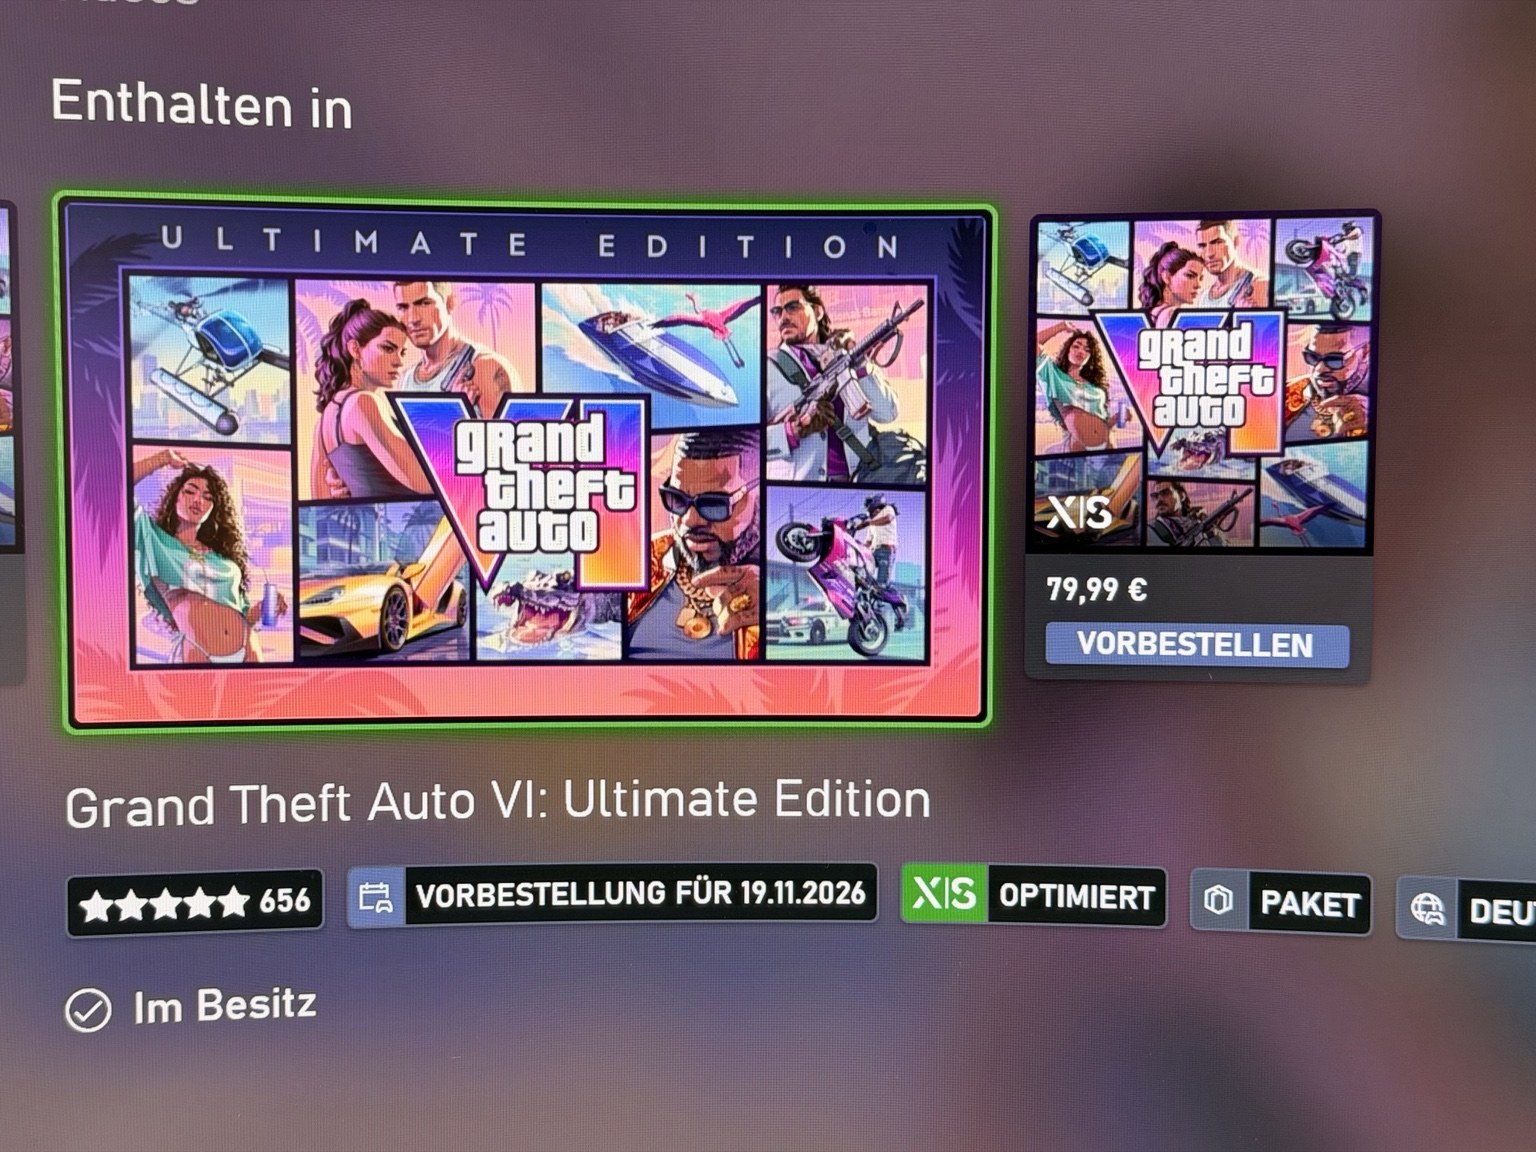 Enthalten in
ULTIMATE EDITION
grand
theft
auto
VI
grand
theft
auto
VI
X|S
79,99 €
VORBESTELLEN
Grand Theft Auto VI: Ultimate Edition
656
VORBESTELLUNG FÜR 19.11.2026
X|S OPTIMIERT
PAKET
Im Besitz